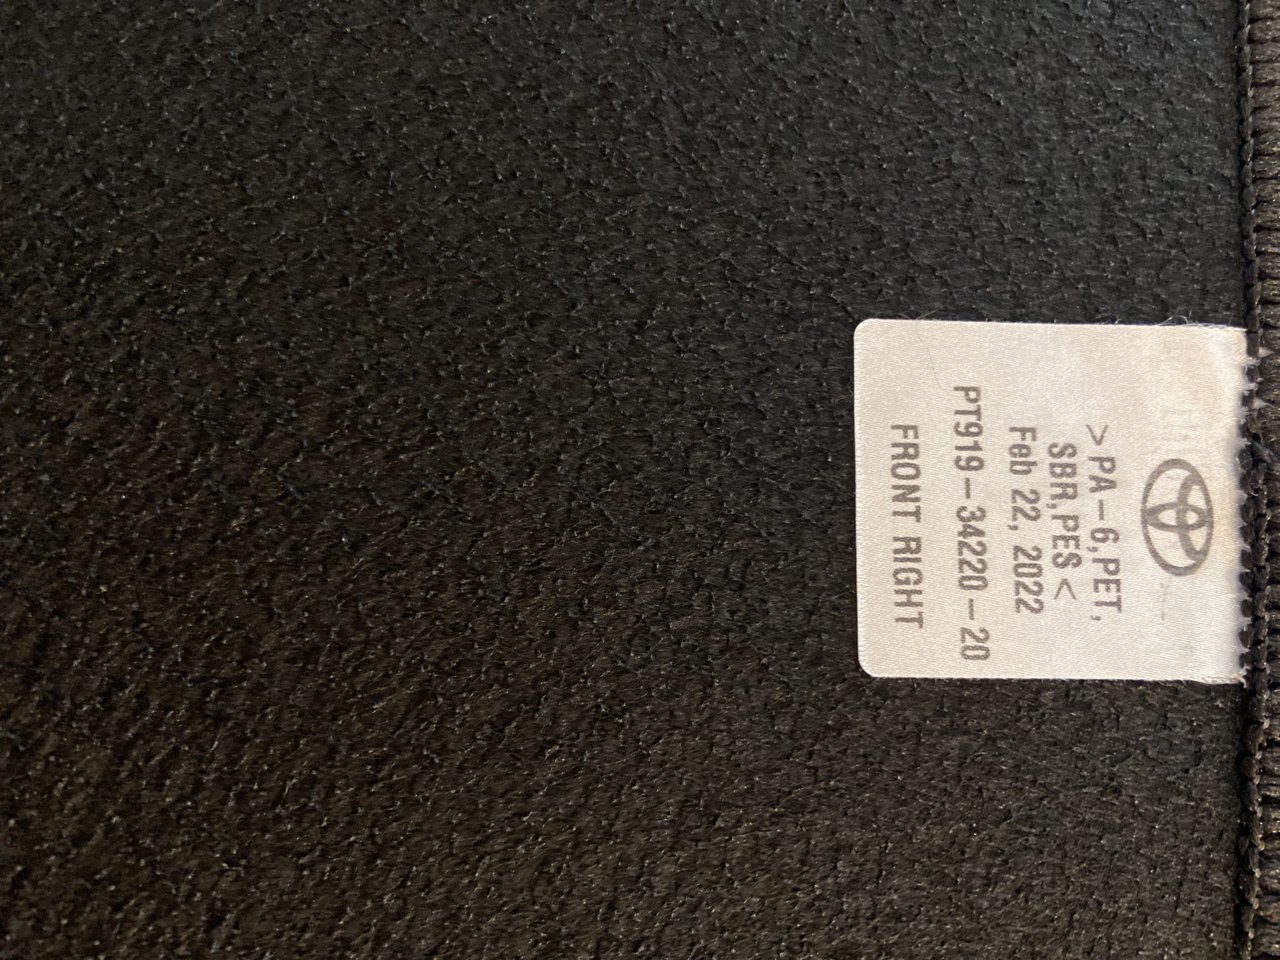 >PA-6,PET,
SBR,PES<
Feb 22, 2022
PT919-34220-20
FRONT RIGHT